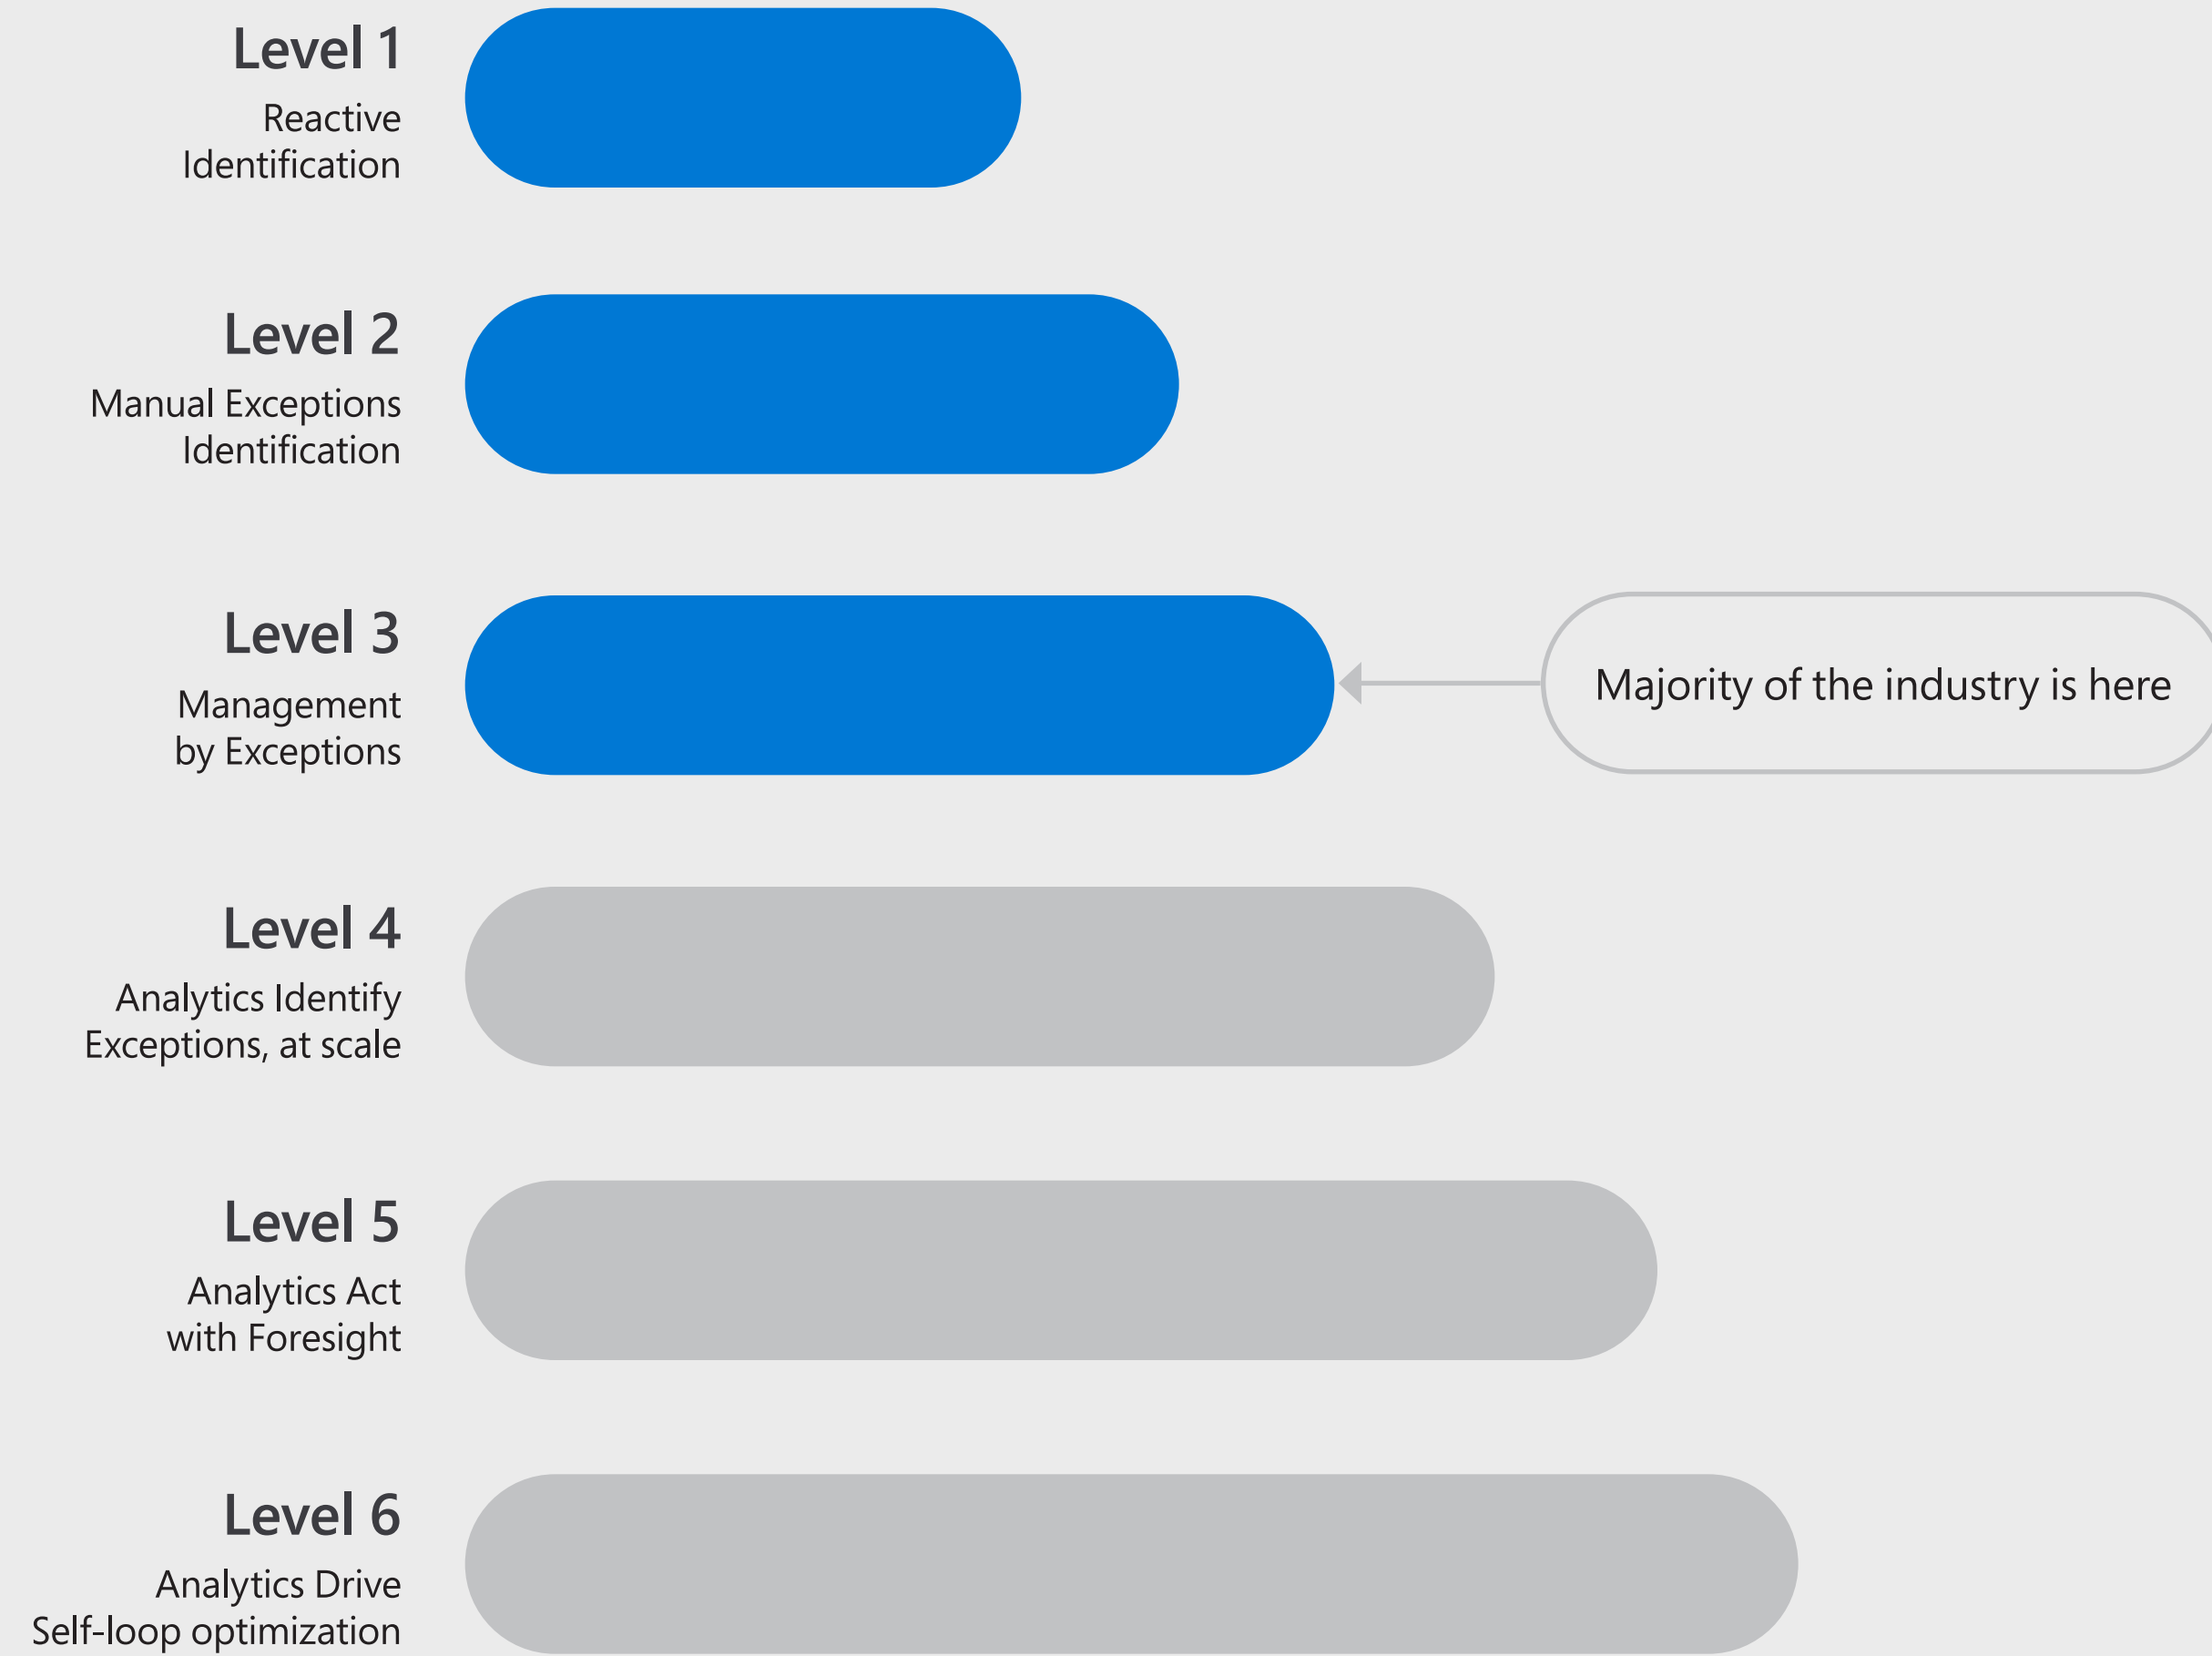 Level 1
Reactive
Identification
Level 2
Manual Exceptions
Identification
Level 3
Management
by Exceptions
Majority of the industry is here
Level 4
Analytics Identify
Exceptions, at scale
Level 5
Analytics Act
with Foresight
Level 6
Analytics Drive
Self-loop optimization